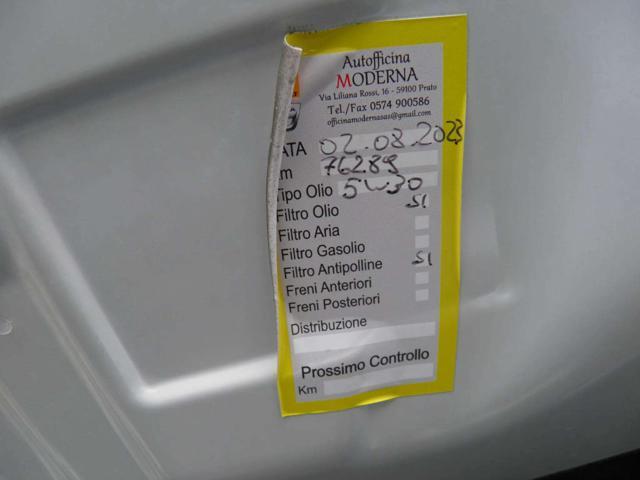 Autofficina
MODERNA
Via Liliana Rossi, 16 - 59100 Prato
Tel./Fax 0574 900586
officinamodernasas@gmail.com
ATA 02.08.2023
m 76289
Tipo Olio 5W30
Filtro Olio SI
Filtro Aria
Filtro Gasolio
Filtro Antipolline SI
Freni Anteriori
Freni Posteriori
Distribuzione
Prossimo Controllo
Km